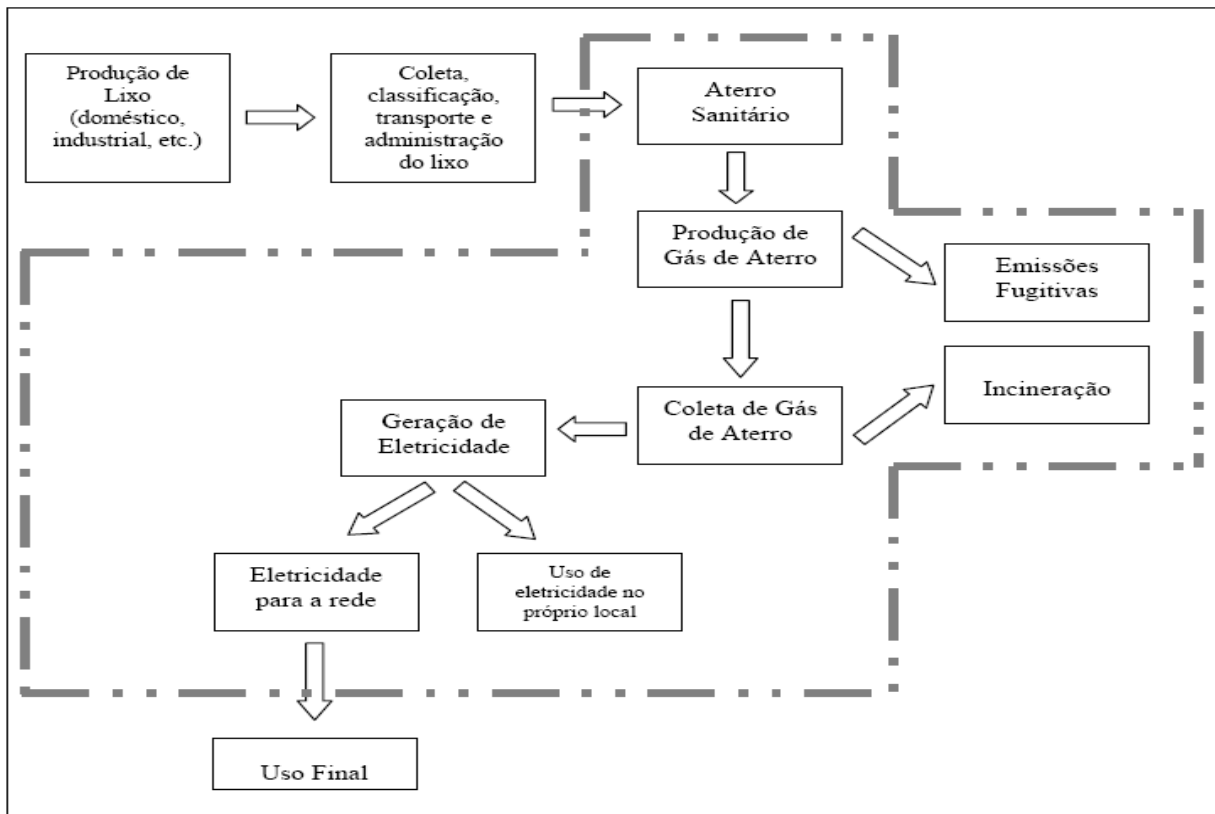 Produção de
Lixo
(doméstico,
industrial, etc.)
Coleta,
classificação,
transporte e
administração
do lixo
Aterro
Sanitário
Produção de
Gás de Aterro
Emissões
Fugitivas
Incineração
Coleta de Gás
de Aterro
Geração de
Eletricidade
Eletricidade
para a rede
Uso de
eletricidade no
próprio local
Uso Final